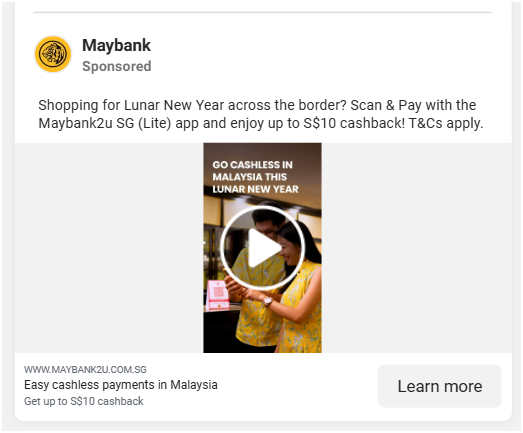 Maybank
Sponsored
Shopping for Lunar New Year across the border? Scan & Pay with the
Maybank2u SG (Lite) app and enjoy up to S$10 cashback! T&Cs apply.
GO CASHLESS IN
MALAYSIA THIS
LUNAR NEW YEAR
WWW.MAYBANK2U.COM.SG
Easy cashless payments in Malaysia
Get up to S$10 cashback
Learn more